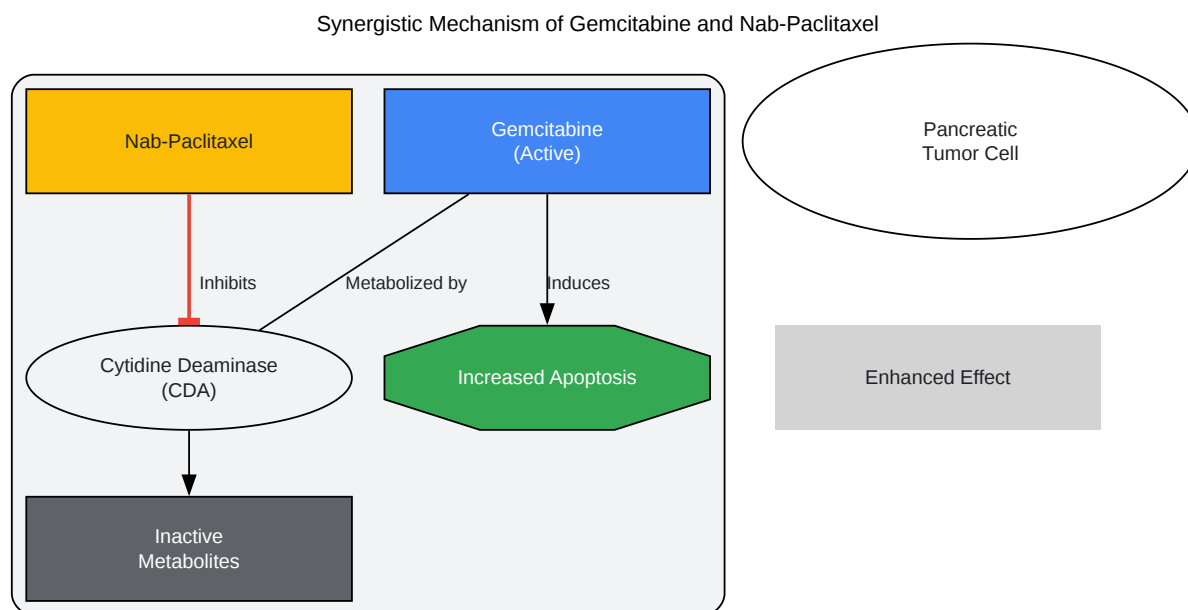 Synergistic Mechanism of Gemcitabine and Nab-Paclitaxel
Nab-Paclitaxel
Gemcitabine
(Active)
Pancreatic
Tumor Cell
Inhibits
Metabolized by
Induces
Cytidine Deaminase
(CDA)
Increased Apoptosis
Enhanced Effect
Inactive
Metabolites